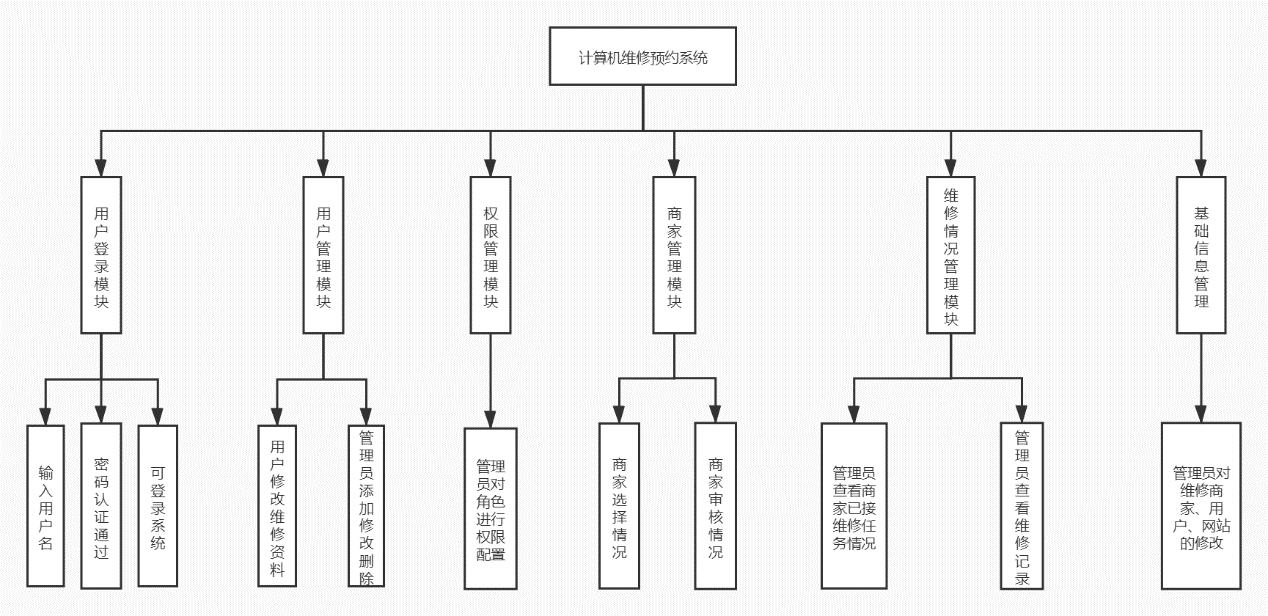 计算机维修预约系统
用户登录模块
用户管理模块
权限管理模块
商家管理模块
维修情况管理模块
基础信息管理
输入用户名
密码认证通过
可登录系统
用户修改维修资料
管理员添加修改删除
管理
员对
角色
进行
权限
配置
商家选择情况
商家审核情况
管理员
查看商
家已接
维修任
务情况
管理员查看维修记录
管理员对
维修商
家、用
户、网站
的修改